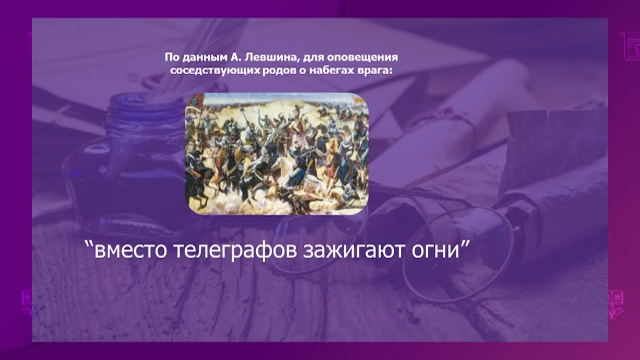 По данным А. Левшина, для оповещения
соседствующих родов о набегах врага:
“вместо телеграфов зажигают огни”